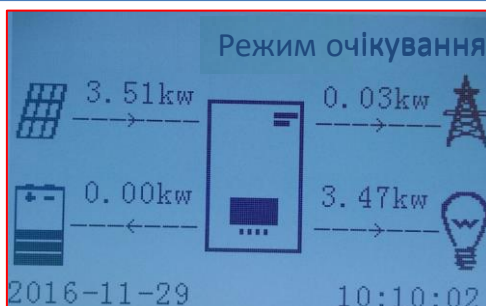 Режим очікування
3.51kw
0.03kw
0.00kw
3.47kw
2016-11-29
10:10:02